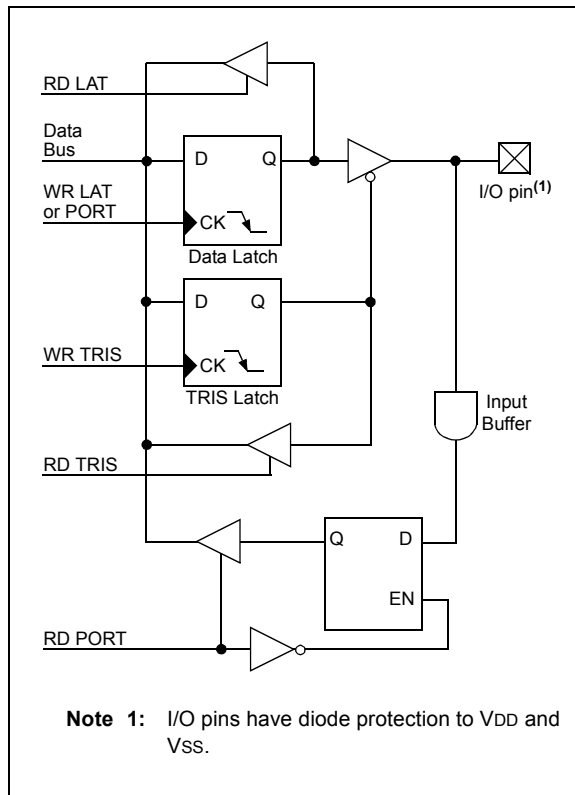 RD LAT
Data
Bus
D Q
WR LAT
or PORT
I/O pin(1)
CK
Data Latch
D Q
WR TRIS
CK
TRIS Latch
Input
Buffer
RD TRIS
Q D
EN
RD PORT
Note 1: I/O pins have diode protection to VDD and
VSS.